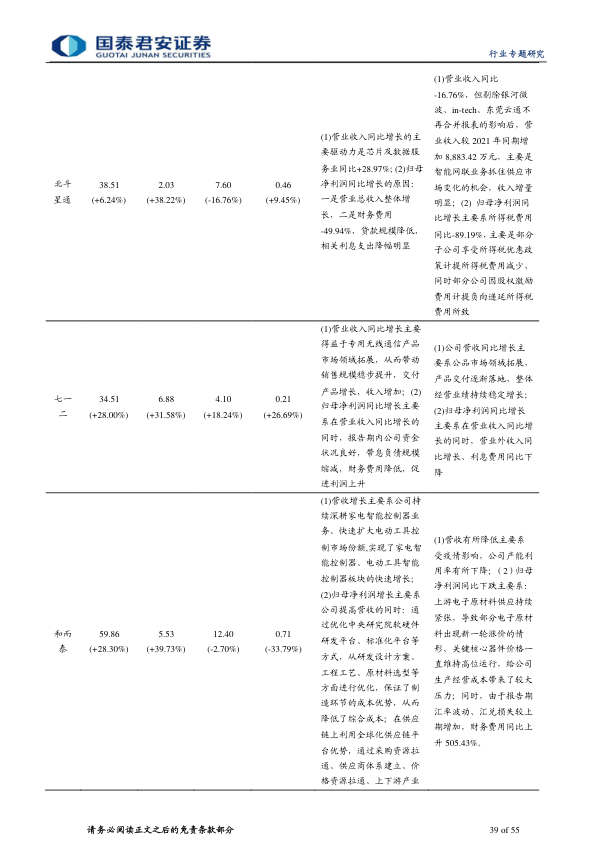 国泰君安证券
GUOTAI JUNAN SECURITIES
行业专题研究
北斗
星通
38.51
(+6.24%)
2.03
(+38.22%)
7.60
(-16.76%)
0.46
(+9.45%)
(1)营业收入同比增长的主
要驱动力是芯片及数据服
务业同比+28.97%; (2)归母
净利润同比增长的原因:
一是营业总收入整体增
长，二是财务费用
-49.94%，贷款规模降低，
相关利息支出降幅明显
(1)营业收入同比
-16.76%，但剔除银河微
波、in-tech、东莞云通不
再合并报表的影响后，营
业收入较 2021 年同期增
加 8,883.42 万元，主要是
智能网联业务抓住供应市
场变化的机会，收入增量
明显；(2) 归母净利润同
比增长主要系所得税费用
同比-89.19%,主要是部分
子公司享受所得税优惠政
策计提所得税费用减少，
同时部分公司因股权激励
费用计提负向递延所得税
费用所致
七一
二
34.51
(+28.00%)
6.88
(+31.58%)
4.10
(+18.24%)
0.21
(+26.69%)
(1)营业收入同比增长主要
得益于专用无线通信产品
市场领域拓展，从而带动
销售规模稳步提升，交付
产品增长，收入增加；(2)
归母净利润同比增长主要
系在营业收入同比增长的
同时，报告期内公司资金
状况良好，带息负债规模
缩减，财务费用降低，促
进利润上升
(1)公司营收同比增长主
要系公品市场领域拓展，
产品交付逐渐落地，整体
经营业绩持续稳定增长；
(2)归母净利润同比增长
主要系在营业收入同比增
长的同时，营业外收入同
比增长、利息费用同比下
降
和而
泰
59.86
(+28.30%)
5.53
(+39.73%)
12.40
(-2.70%)
0.71
(-33.79%)
(1)营收增长主要系公司持
续深耕家电智能控制器业
务、快速扩大电动工具控
制市场份额,实现了家电智
能控制器、电动工具智能
控制器板块的快速增长；
(2)归母净利润增长主要系
公司提高营收的同时：通
过优化中央研究院软硬件
研发平台、标准化平台等
方式，从研发设计方案、
工程工艺、原材料选型等
方面进行优化，保证了制
造环节的成本优势，从而
降低了综合成本；在供应
链上利用全球化供应链平
台优势，通过采购资源拉
通、供应商体系建立、价
格资源拉通、上下游产业
(1)营收有所降低主要系
受疫情影响，公司产能利
用率有所下降；（2）归母
净利润同比下跌主要系：
上游电子原材料供应持续
紧张，导致部分电子原材
料出现新一轮涨价的情
形，关键核心器件价格一
直维持高位运行，给公司
生产经营成本带来了较大
压力；同时，由于报告期
汇率波动、汇兑损失较上
期增加，财务费用同比上
升 505.43%。
请务必阅读正文之后的免责条款部分
39 of 55